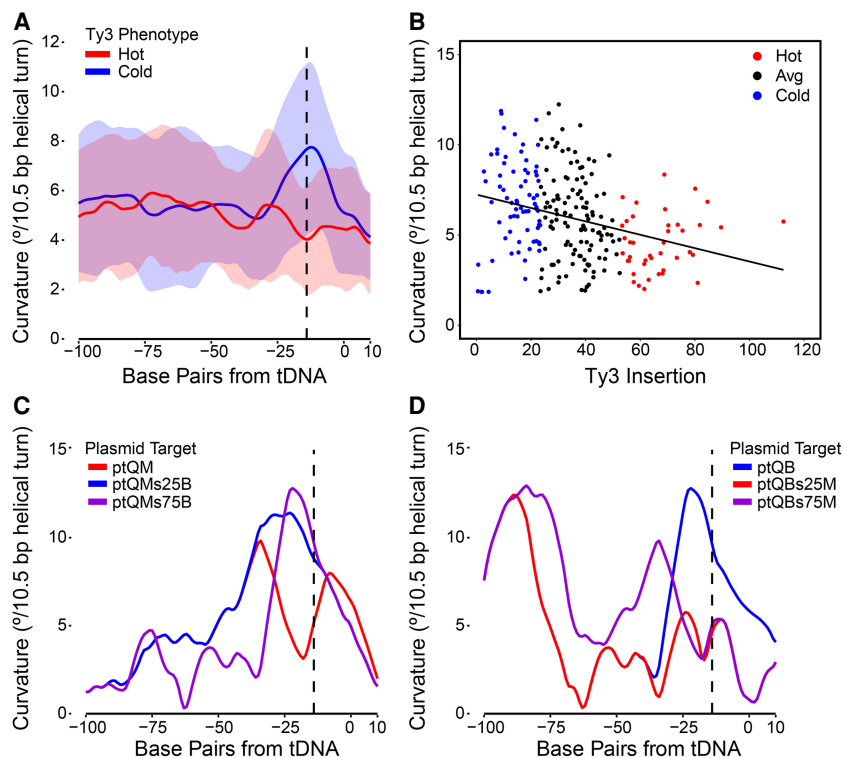 A
Ty3 Phenotype
Hot
Cold
Curvature (º/10.5 bp helical turn)
12
10
8
6
4
2
0
−100
−75
−50
−25
0
10
Base Pairs from tDNA
B
Hot
Avg
Cold
Curvature (º/10.5 bp helical turn)
15
10
5
0
0
20
40
60
80
100
120
Ty3 Insertion
C
Plasmid Target
ptQM
ptQMs25B
ptQMs75B
Curvature (º/10.5 bp helical turn)
15
10
5
0
−100
−75
−50
−25
0
10
Base Pairs from tDNA
D
Plasmid Target
ptQB
ptQBs25M
ptQBs75M
Curvature (º/10.5 bp helical turn)
15
10
5
0
−100
−75
−50
−25
0
10
Base Pairs from tDNA